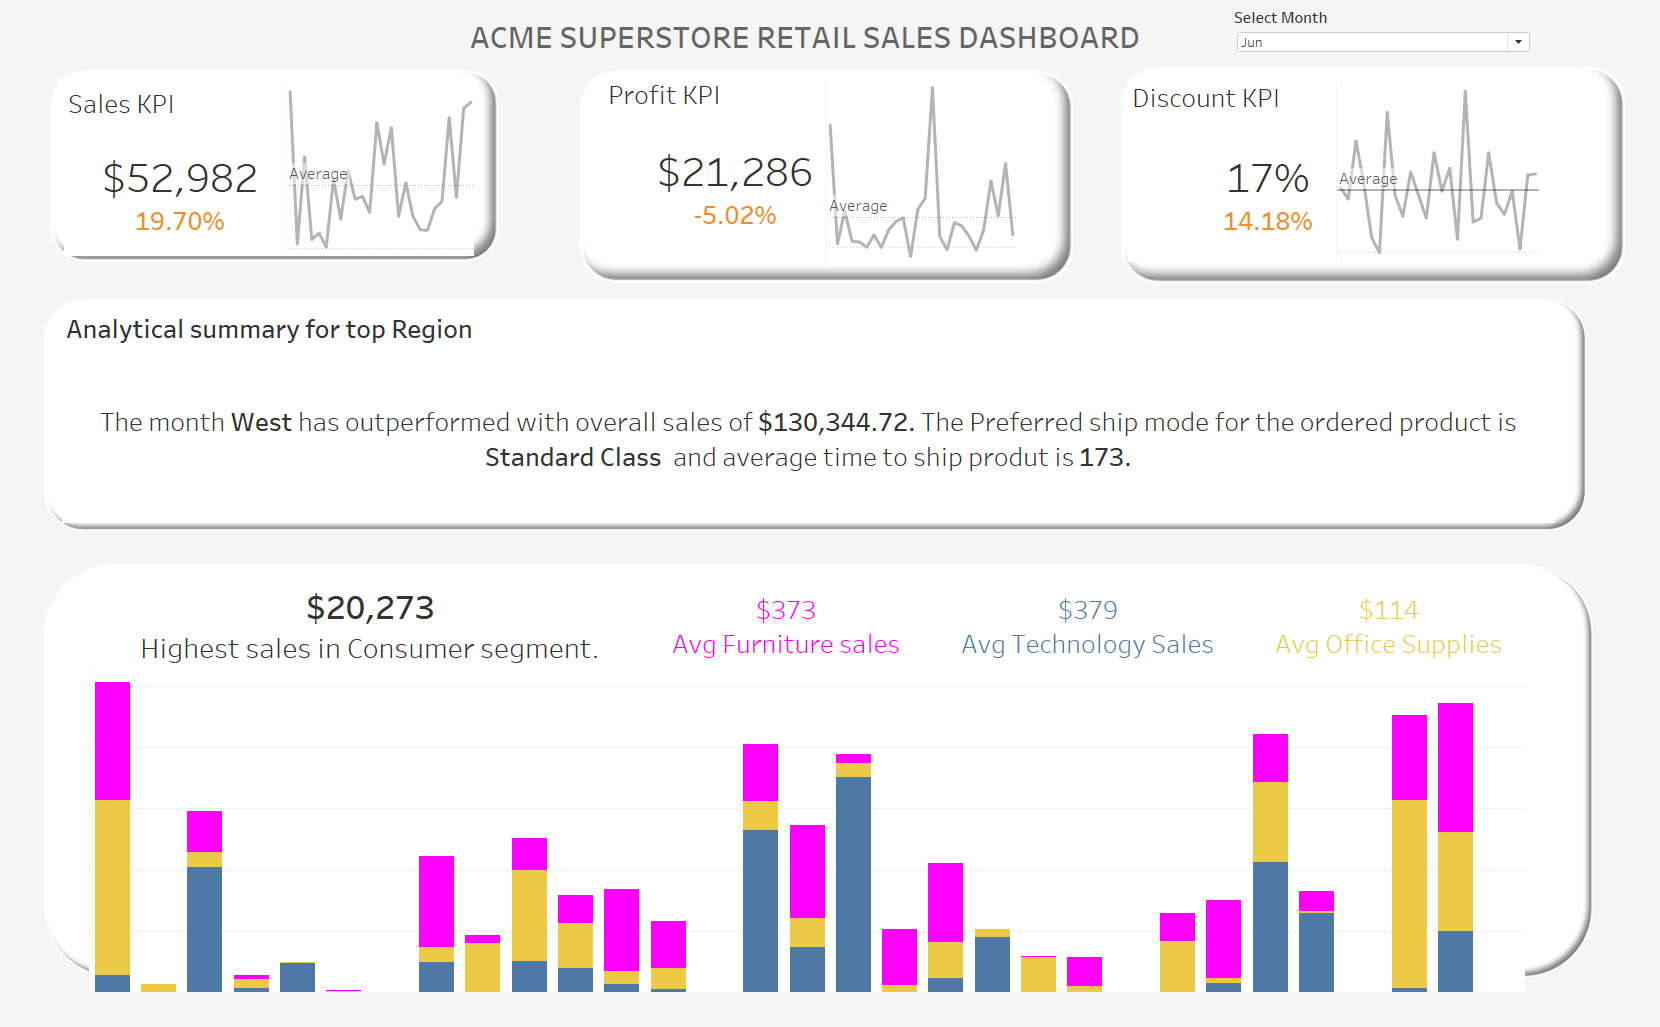 ACME SUPERSTORE RETAIL SALES DASHBOARD
Select Month
Jun
Sales KPI
$52,982
19.70%
Average
Profit KPI
$21,286
-5.02%
Average
Discount KPI
17%
14.18%
Average
Analytical summary for top Region
The month West has outperformed with overall sales of $130,344.72. The Preferred ship mode for the ordered product is
Standard Class and average time to ship produt is 173.
$20,273
Highest sales in Consumer segment.
$373
Avg Furniture sales
$379
Avg Technology Sales
$114
Avg Office Supplies